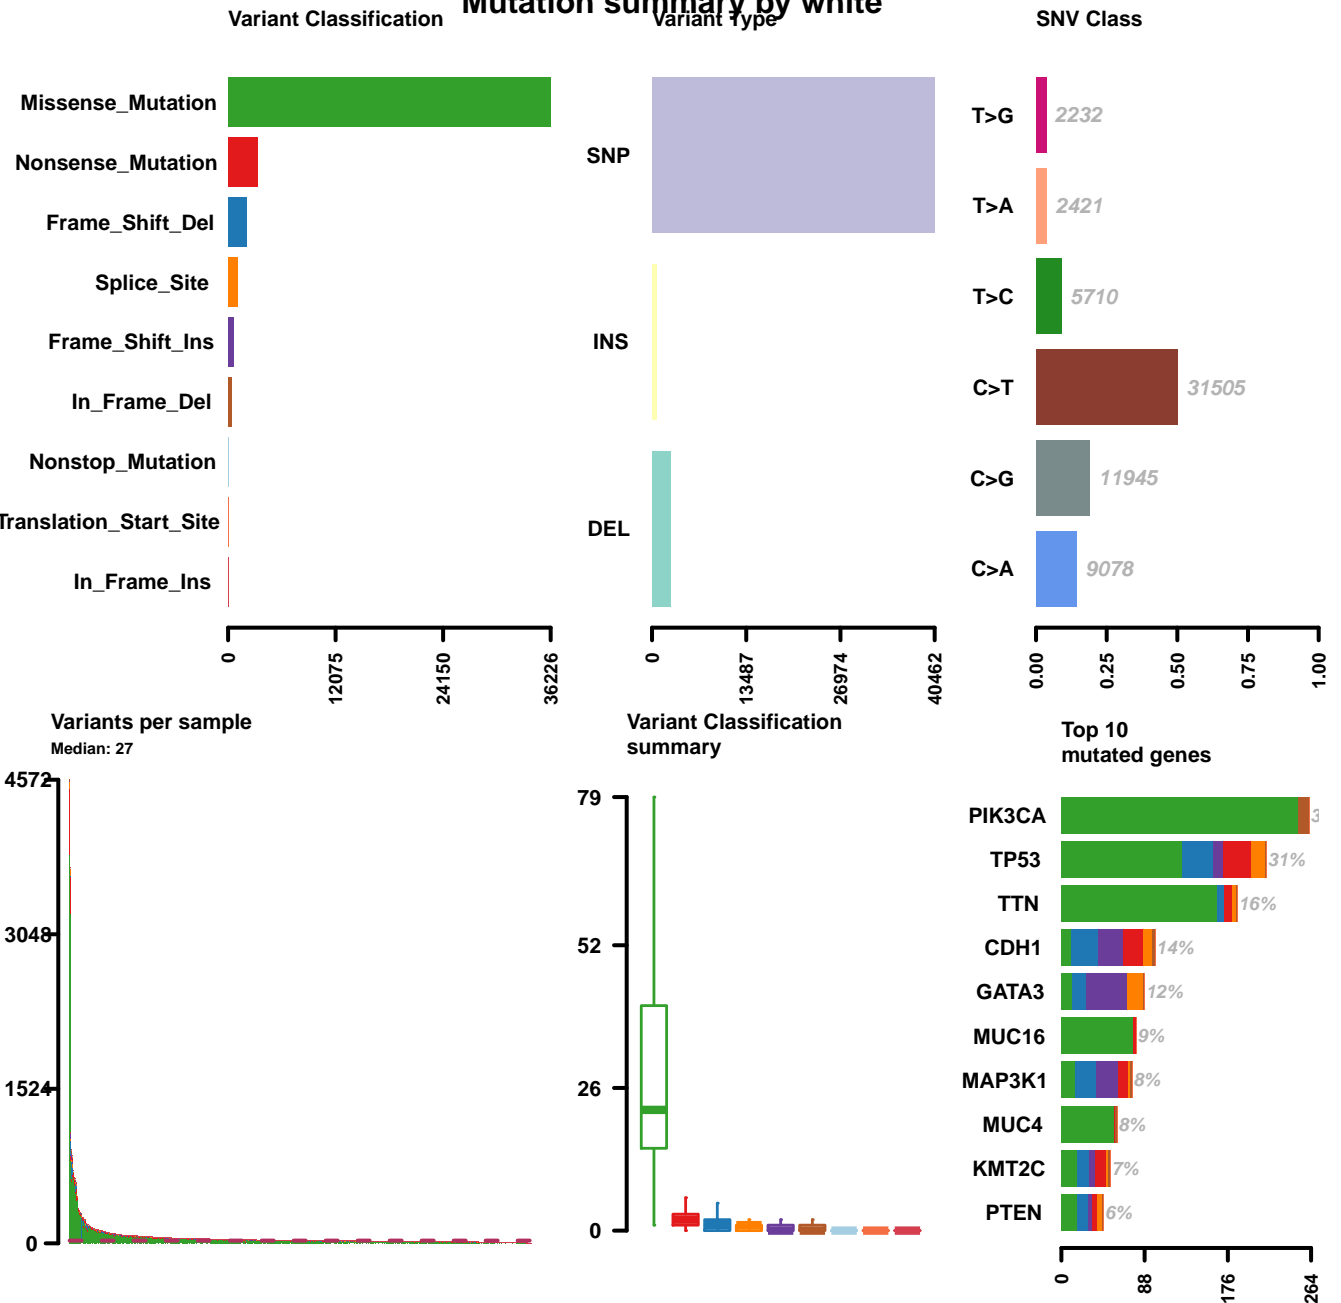 Mutation summary by white
Variant Classification
Missense_Mutation
Nonsense_Mutation
Frame_Shift_Del
Splice_Site
Frame_Shift_Ins
In_Frame_Del
Nonstop_Mutation
Translation_Start_Site
In_Frame_Ins
0
12075
24150
36226
Variant Type
SNP
INS
DEL
0
13487
26974
40462
SNV Class
T>G 2232
T>A 2421
T>C 5710
C>T 31505
C>G 11945
C>A 9078
0.00
0.25
0.50
0.75
1.00
Variants per sample
Median: 27
4572
3048
1524
0
Variant Classification
summary
79
52
26
0
Top 10
mutated genes
PIK3CA
TP53 31%
TTN 16%
CDH1 14%
GATA3 12%
MUC16 9%
MAP3K1 8%
MUC4 8%
KMT2C 7%
PTEN 6%
0
88
176
264